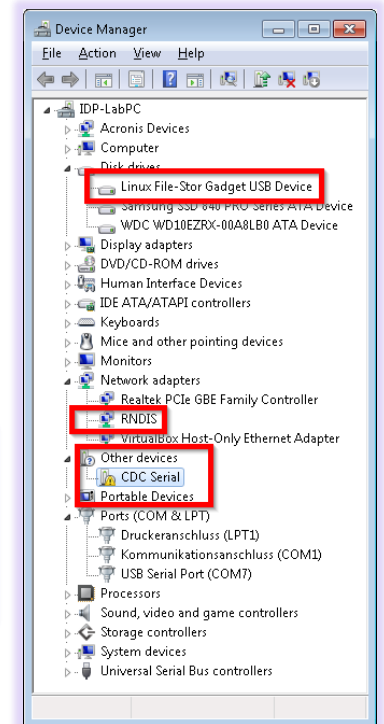 Device Manager
File Action View Help
IDP-LabPC
Acronis Devices
Computer
Disk drives
Linux File-Stor Gadget USB Device
Samsung SSD 840 PRO Series ATA Device
WDC WD10EZRX-00A8LB0 ATA Device
Display adapters
DVD/CD-ROM drives
Human Interface Devices
IDE ATA/ATAPI controllers
Keyboards
Mice and other pointing devices
Monitors
Network adapters
Realtek PCIe GBE Family Controller
RNDIS
VirtualBox Host-Only Ethernet Adapter
Other devices
CDC Serial
Portable Devices
Ports (COM & LPT)
Druckeranschluss (LPT1)
Kommunikationsanschluss (COM1)
USB Serial Port (COM7)
Processors
Sound, video and game controllers
Storage controllers
System devices
Universal Serial Bus controllers